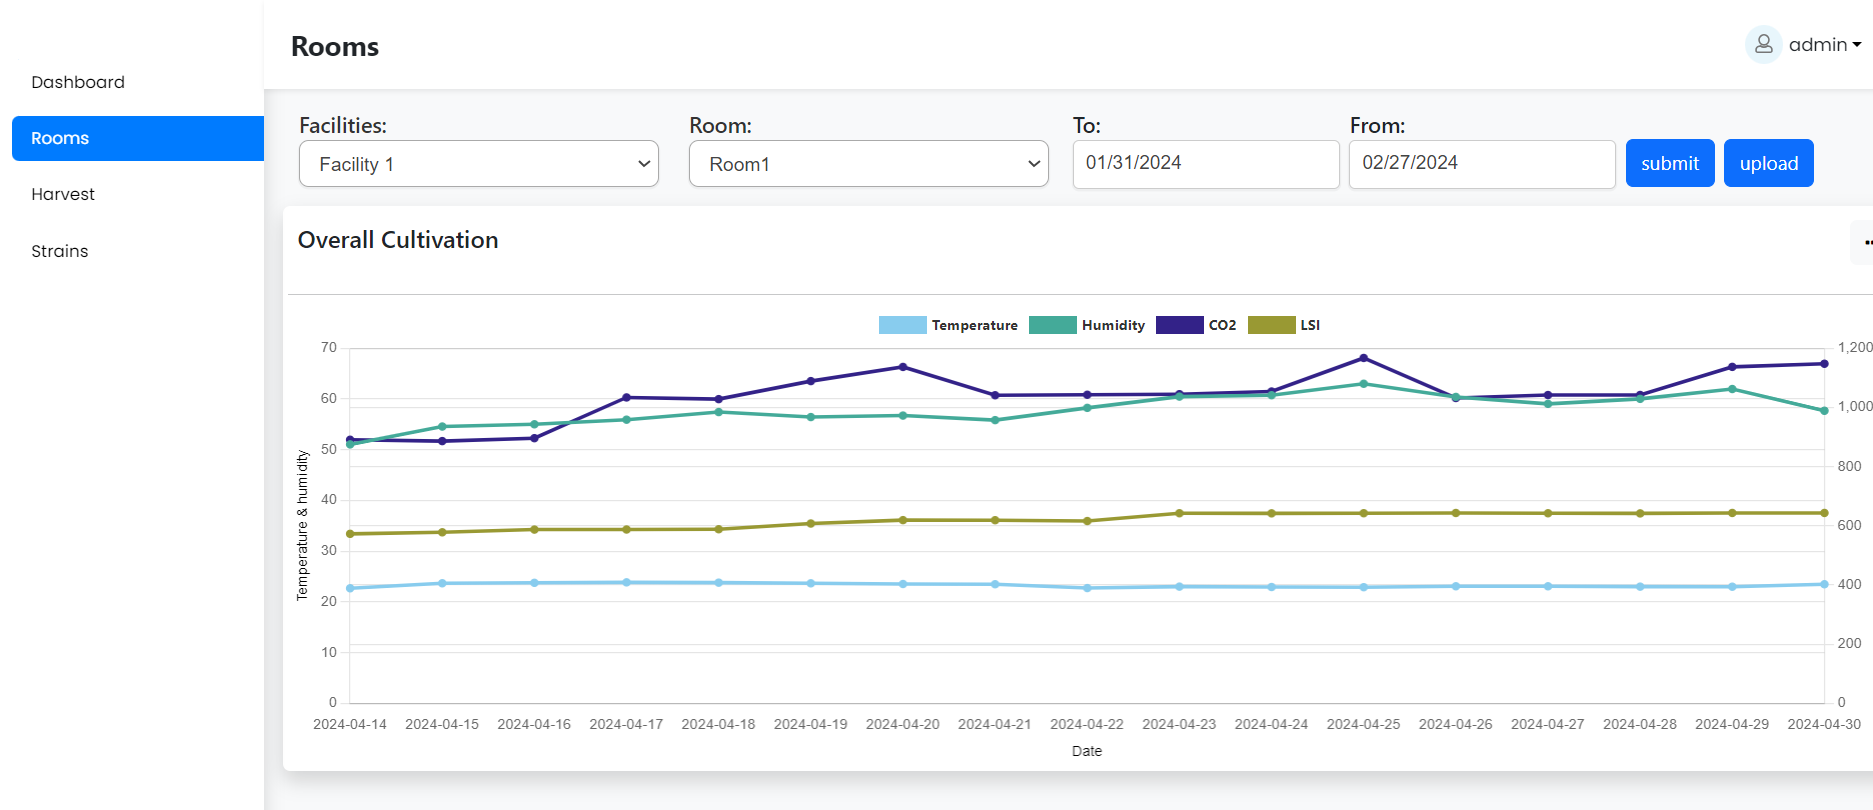 Rooms
admin
Dashboard
Rooms
Harvest
Strains
Facilities: Room: To: From:
Facility 1 Room1 01/31/2024 02/27/2024 submit upload
Overall Cultivation
Temperature Humidity CO2 LSI
70 1,200
60
1,000
50
800
40
600
30
400
20
200
10
0 0
Temperature & humidity
2024-04-14 2024-04-15 2024-04-16 2024-04-17 2024-04-18 2024-04-19 2024-04-20 2024-04-21 2024-04-22 2024-04-23 2024-04-24 2024-04-25 2024-04-26 2024-04-27 2024-04-28 2024-04-29 2024-04-30
Date